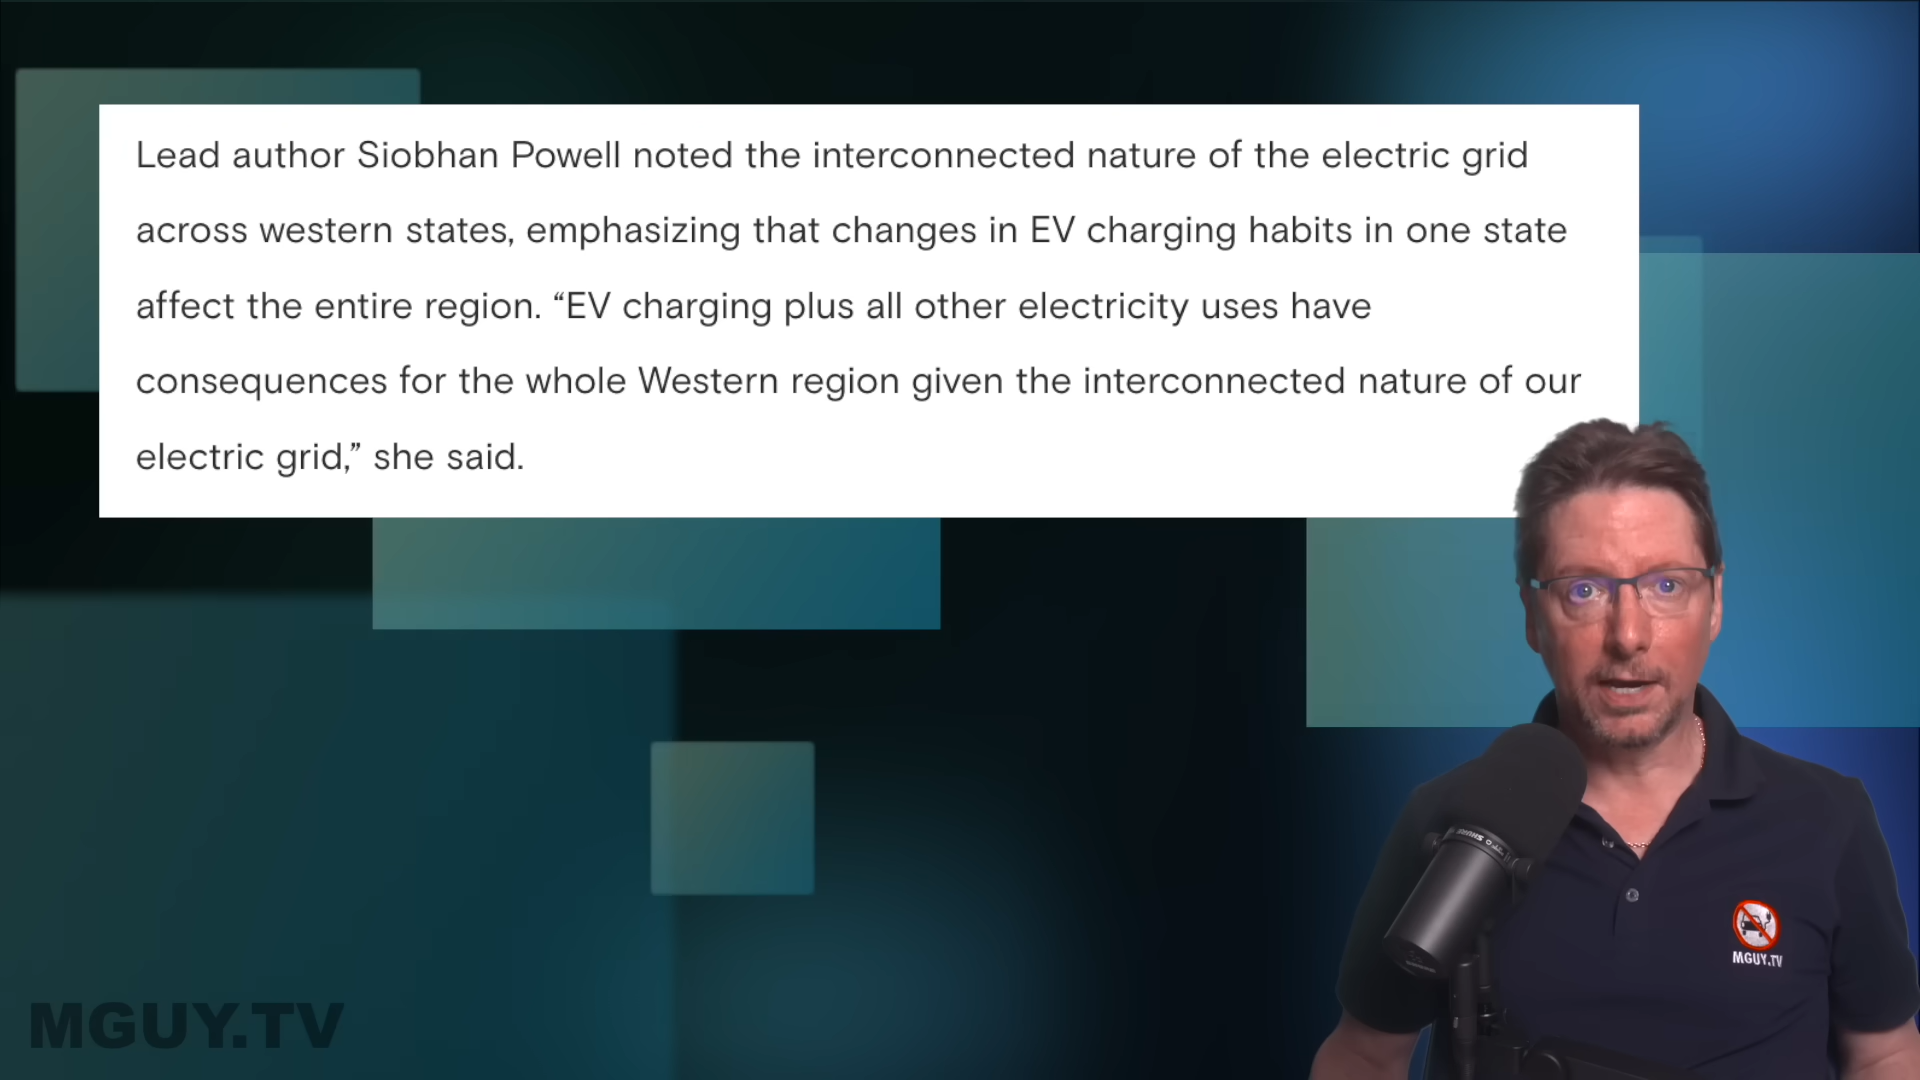 Lead author Siobhan Powell noted the interconnected nature of the electric grid
across western states, emphasizing that changes in EV charging habits in one state
affect the entire region. “EV charging plus all other electricity uses have
consequences for the whole Western region given the interconnected nature of our
electric grid,” she said.
SHURE
MGUY.TV
MGUY.TV